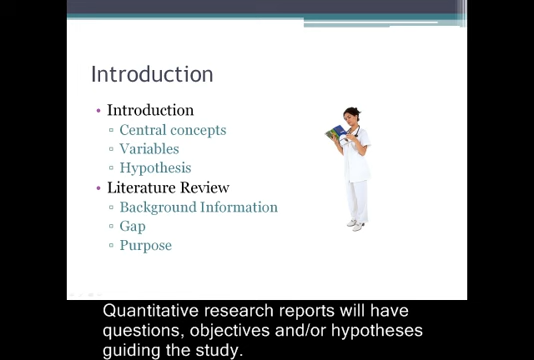 Introduction
• Introduction
▫ Central concepts
▫ Variables
▫ Hypothesis
• Literature Review
▫ Background Information
▫ Gap
▫ Purpose
Quantitative research reports will have
questions, objectives and/or hypotheses
guiding the study.